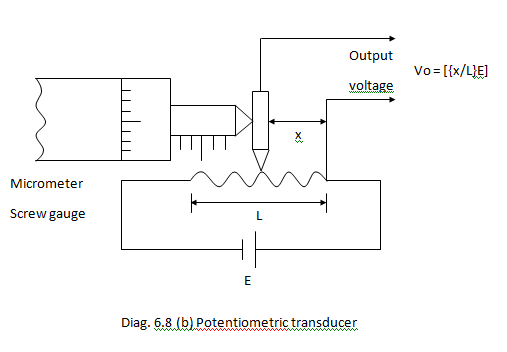 Output
voltage
Vo = [{x/L}E]
x
Micrometer
Screw gauge
L
E
Diag. 6.8 (b) Potentiometric transducer